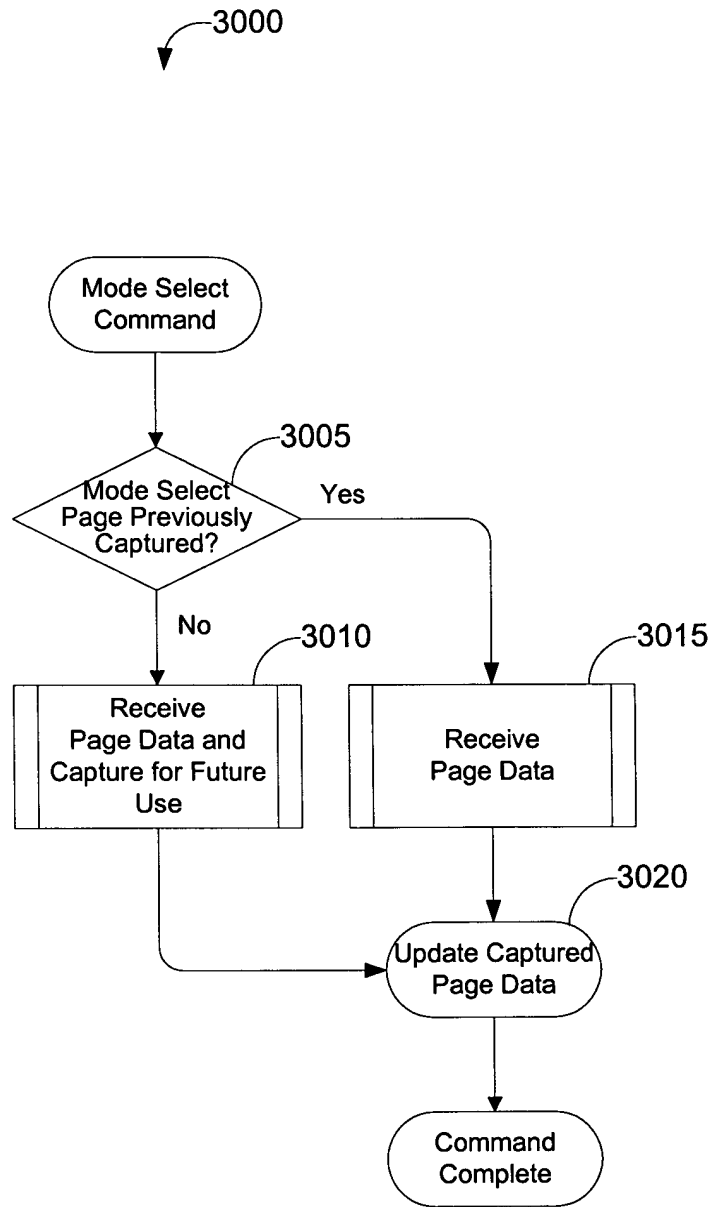 3000
Mode Select
Command
3005
Mode Select
Page Previously
Captured?
Yes
No
3010
Receive
Page Data and
Capture for Future
Use
3015
Receive
Page Data
3020
Update Captured
Page Data
Command
Complete